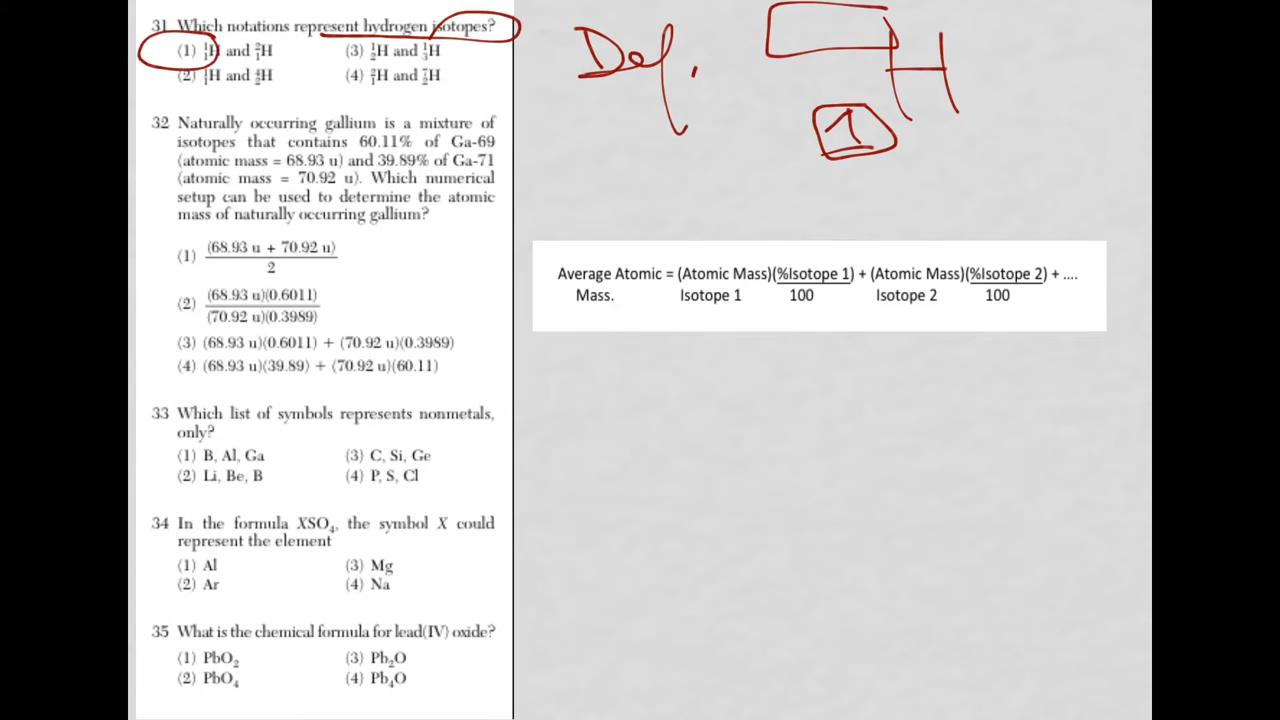 31 Which notations represent hydrogen isotopes?
(1) ¹₁H and ²₁H
(2) ¹₁H and ⁴₂H
(3) ¹₂H and ¹₃H
(4) ²₁H and ⁷₂H
32 Naturally occurring gallium is a mixture of
isotopes that contains 60.11% of Ga-69
(atomic mass = 68.93 u) and 39.89% of Ga-71
(atomic mass = 70.92 u). Which numerical
setup can be used to determine the atomic
mass of naturally occurring gallium?
(1) (68.93 u + 70.92 u)
2
(2) (68.93 u)(0.6011)
(70.92 u)(0.3989)
(3) (68.93 u)(0.6011) + (70.92 u)(0.3989)
(4) (68.93 u)(39.89) + (70.92 u)(60.11)
33 Which list of symbols represents nonmetals,
only?
(1) B, Al, Ga
(2) Li, Be, B
(3) C, Si, Ge
(4) P, S, Cl
34 In the formula XSO₄, the symbol X could
represent the element
(1) Al
(2) Ar
(3) Mg
(4) Na
35 What is the chemical formula for lead(IV) oxide?
(1) PbO₂
(2) PbO₄
(3) Pb₂O
(4) Pb₄O
Def.
H
1
Average Atomic = (Atomic Mass)(%Isotope 1) + (Atomic Mass)(%Isotope 2) + ....
Mass. Isotope 1 100 Isotope 2 100